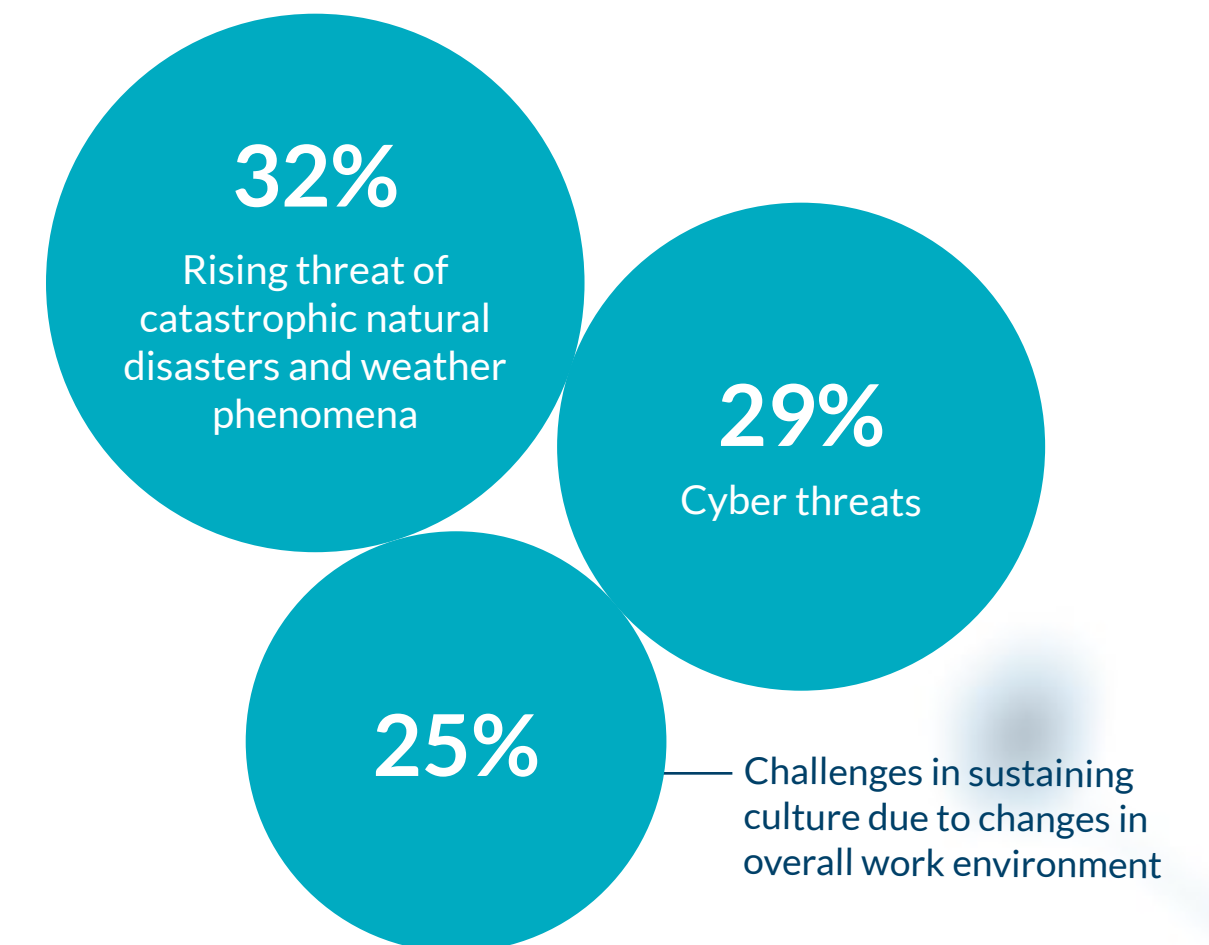 32%
Rising threat of
catastrophic natural
disasters and weather
phenomena
29%
Cyber threats
25%
Challenges in sustaining
culture due to changes in
overall work environment